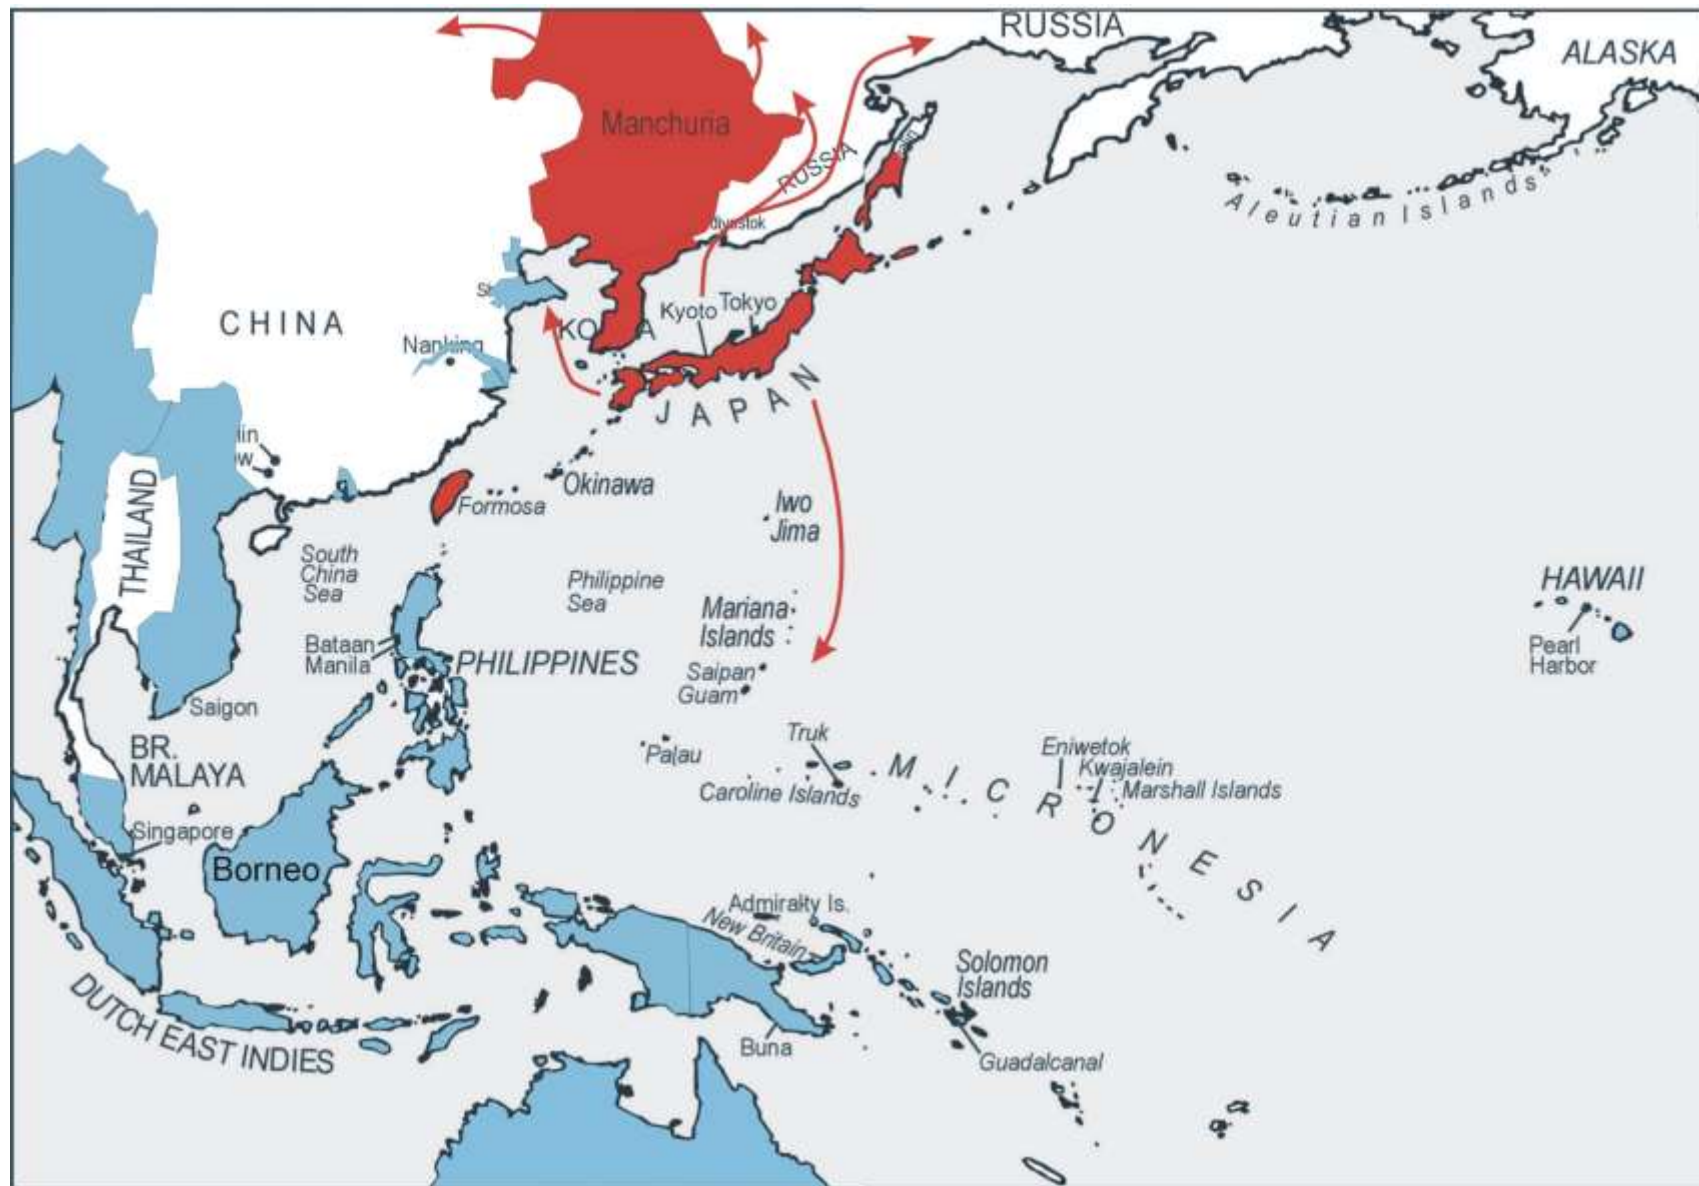 RUSSIA
ALASKA
Manchuria
RUSSIA
Aleutian Islands
CHINA
Nanking
Kyoto
Tokyo
JAPAN
THAILAND
Formosa
Okinawa
Iwo
Jima
South
China
Sea
Philippine
Sea
HAWAII
Mariana
Islands
Bataan
Manila
PHILIPPINES
Pearl
Harbor
Saipan
Guam
Saigon
Truk
BR.
MALAYA
Palau
Eniwetok
Kwajalein
Marshall Islands
Caroline Islands
MICRONESIA
Singapore
Borneo
Admiralty Is.
New Britain
Solomon
Islands
DUTCH EAST INDIES
Buna
Guadalcanal